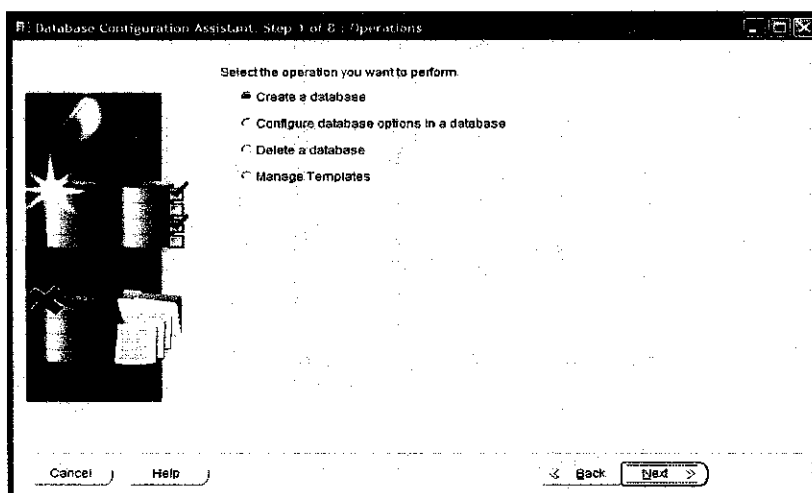 Database Configuration Assistant, Step 1 of 8 : Operations
Select the operation you want to perform.
Create a database
Configure database options in a database
Delete a database
Manage Templates
Cancel
Help
Back
Next